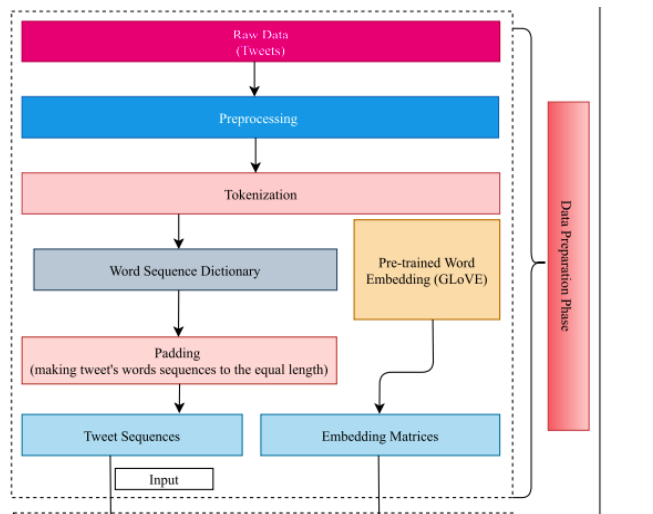 Raw Data
(Tweets)
Preprocessing
Tokenization
Word Sequence Dictionary
Pre-trained Word
Embedding (GLoVE)
Padding
(making tweet's words sequences to the equal length)
Tweet Sequences
Embedding Matrices
Input
Data Preparation Phase